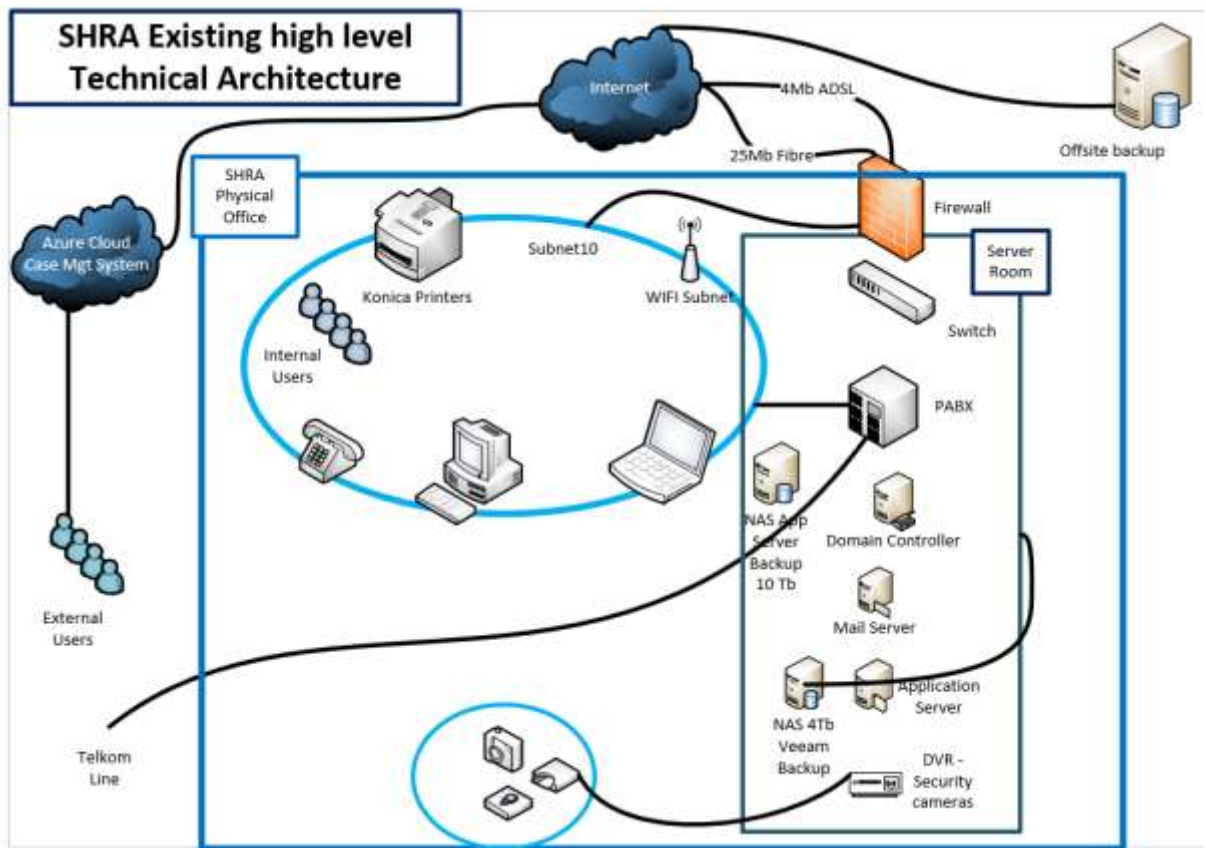 SHRA Existing high level
Technical Architecture
Internet
4Mb ADSL
25Mb Fibre
Offsite backup
SHRA
Physical
Office
Firewall
Azure Cloud
Case Mgt System
Konica Printers
Subnet10
WIFI Subnet
Server
Room
Switch
Internal
Users
PABX
NAS App
Server
Backup
10 Tb
Domain Controller
Mail Server
External
Users
Application
Server
NAS 4Tb
Veeam
Backup
Telkom
Line
DVR -
Security
cameras